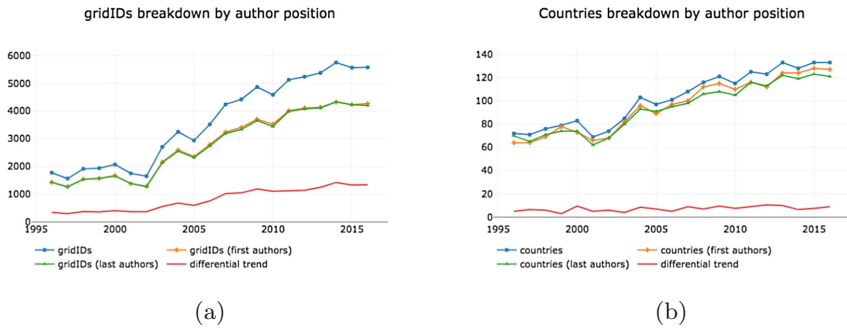 gridIDs breakdown by author position
6000
5000
4000
3000
2000
1000
0
1995 2000 2005 2010 2015
gridIDs gridIDs (first authors)
gridIDs (last authors) differential trend
(a)
Countries breakdown by author position
140
120
100
80
60
40
20
0
1995 2000 2005 2010 2015
countries countries (first authors)
countries (last authors) differential trend
(b)